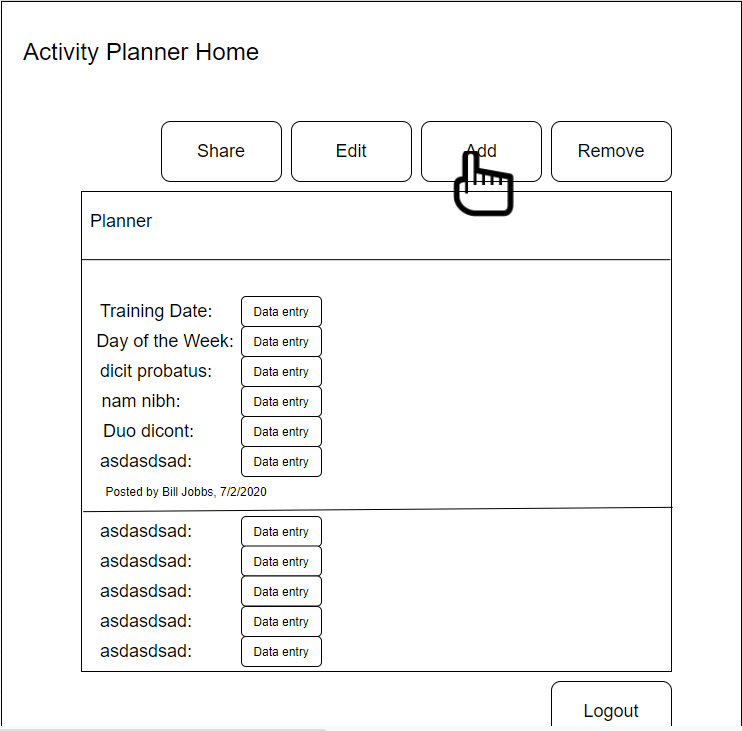 Activity Planner Home
Share Edit Add Remove
Planner
Training Date: Data entry
Day of the Week: Data entry
dicit probatus: Data entry
nam nibh: Data entry
Duo dicont: Data entry
asdasdsad: Data entry
Posted by Bill Jobbs, 7/2/2020
asdasdsad: Data entry
asdasdsad: Data entry
asdasdsad: Data entry
asdasdsad: Data entry
asdasdsad: Data entry
Logout